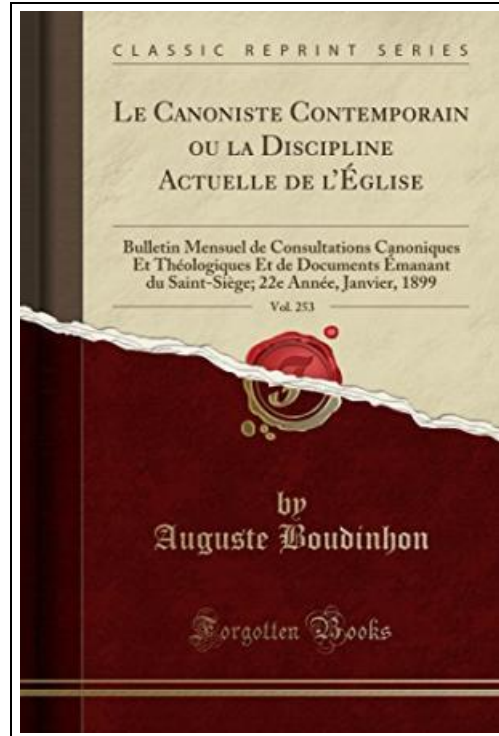 CLASSIC REPRINT SERIES
LE CANONISTE CONTEMPORAIN
OU LA DISCIPLINE
ACTUELLE DE L'ÉGLISE
Bulletin Mensuel de Consultations Canoniques
Et Théologiques Et de Documents Émanant
du Saint-Siège; 22e Année, Janvier, 1899
Vol. 253
by
Auguste Boudinhon
Forgotten Books